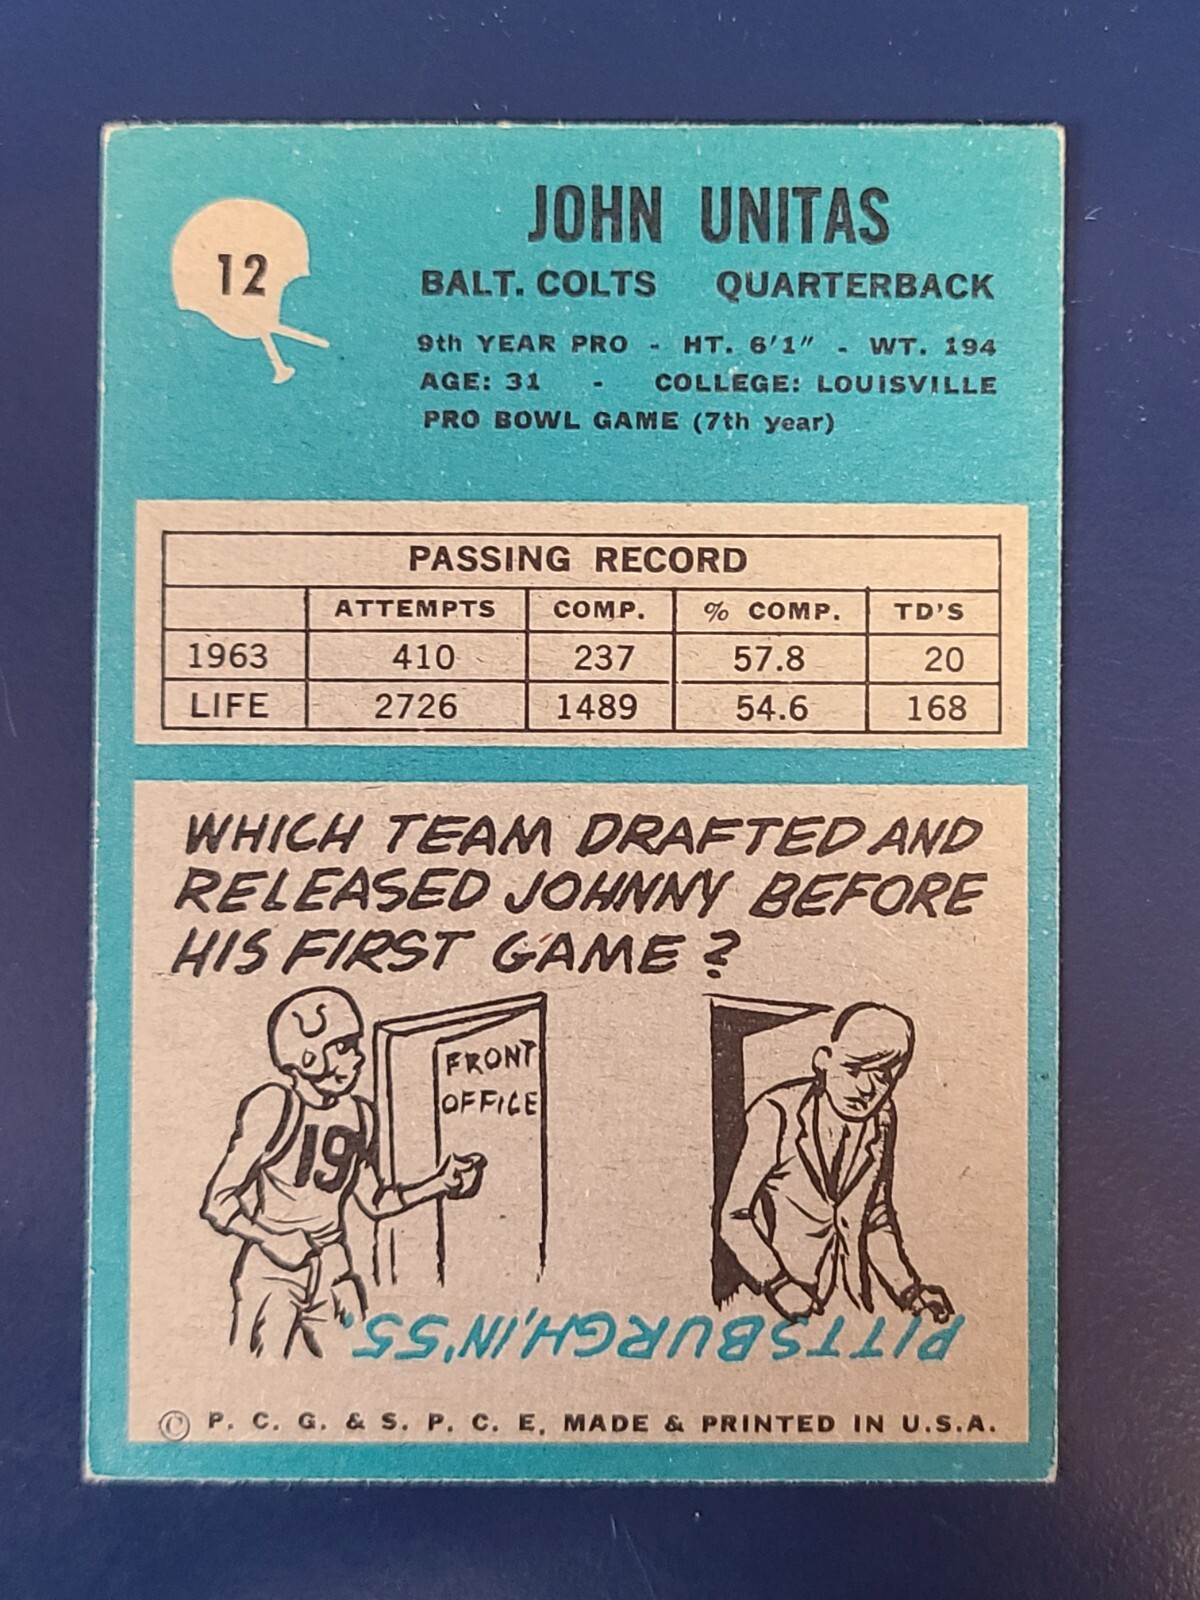 12
JOHN UNITAS
BALT. COLTS QUARTERBACK
9th YEAR PRO - HT. 6'1" - WT. 194
AGE: 31 - COLLEGE: LOUISVILLE
PRO BOWL GAME (7th year)
PASSING RECORD
ATTEMPTS COMP. % COMP. TD'S
1963 410 237 57.8 20
LIFE 2726 1489 54.6 168
WHICH TEAM DRAFTED AND
RELEASED JOHNNY BEFORE
HIS FIRST GAME?
FRONT
OFFICE
19
PITTSBURGH, IN '55.
© P. C. G. & S. P. C. E. MADE & PRINTED IN U.S.A.